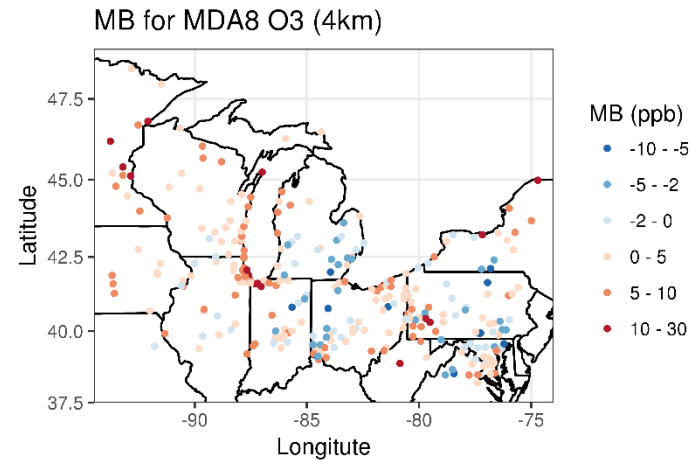 MB for MDA8 O3 (4km)
47.5
45.0
42.5
40.0
37.5
Latitude
-90
-85
-80
-75
Longitute
MB (ppb)
-10 - -5
-5 - -2
-2 - 0
0 - 5
5 - 10
10 - 30